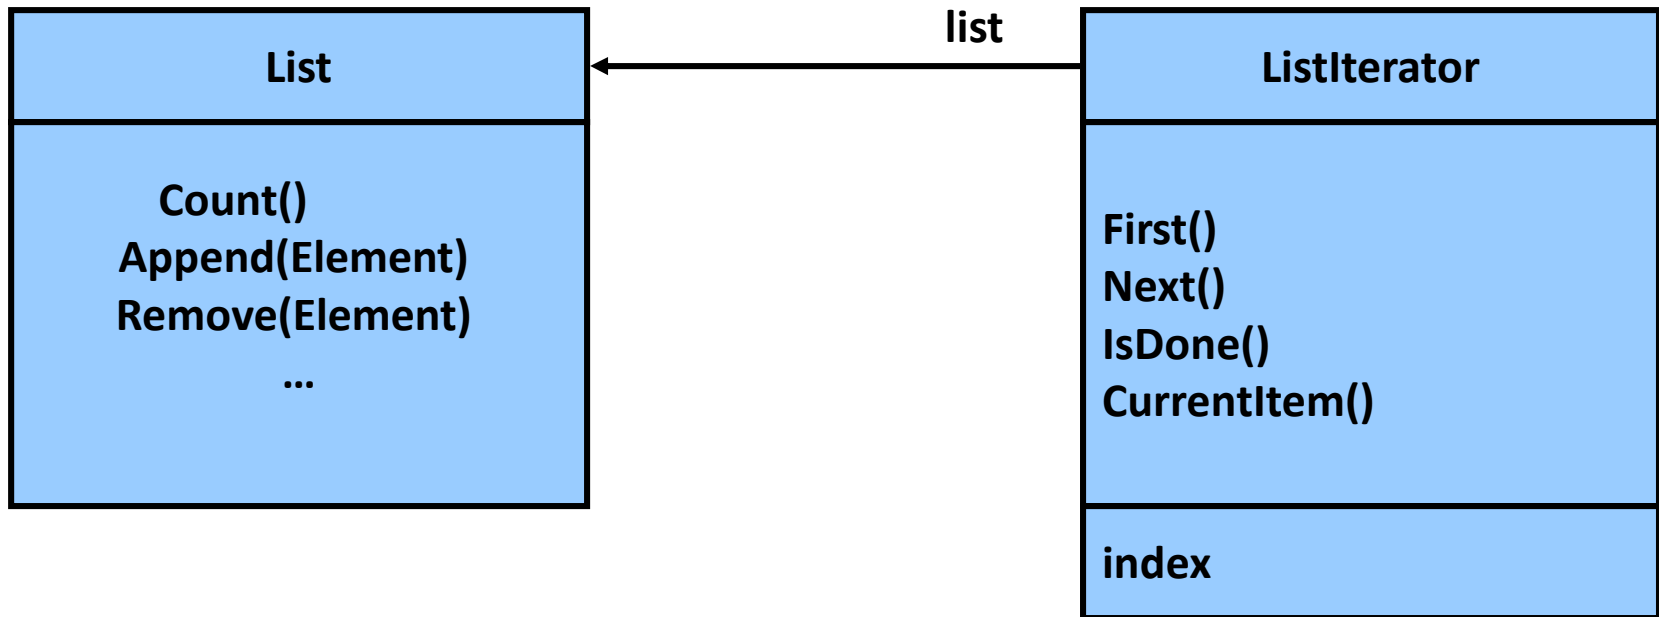 List
Count()
Append(Element)
Remove(Element)
…
list
ListIterator
First()
Next()
IsDone()
CurrentItem()
index